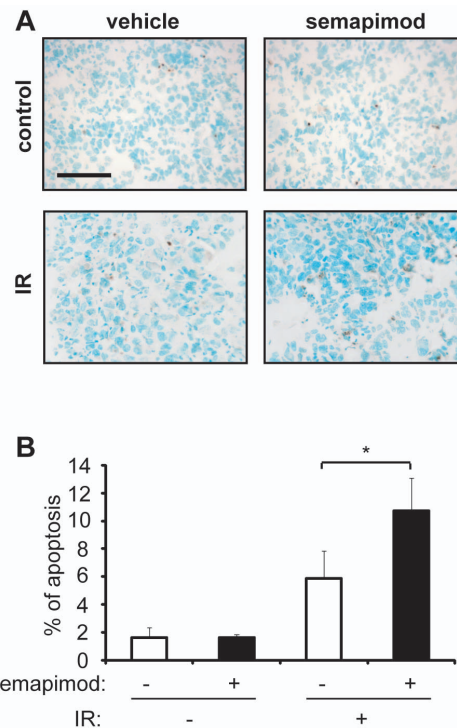 A
vehicle semapimod
control
IR
B
*
% of apoptosis
14
12
10
8
6
4
2
0
emapimod: - + - +
IR: - +